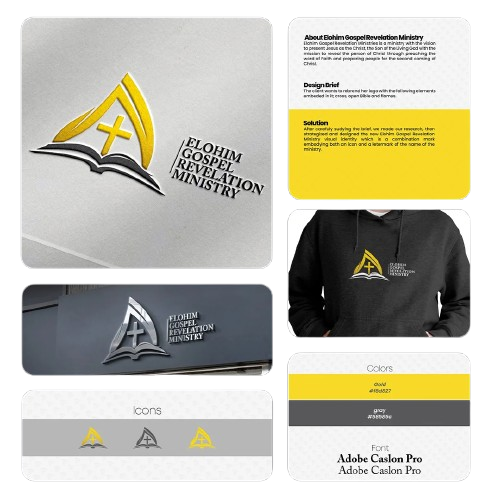 ELOHIM
GOSPEL
REVELATION
MINISTRY
About Elohim Gospel Revelation Ministry
Elohim Gospel Revelation Ministries is a ministry with the vision
to present Jesus as the Christ, the Son of the Living God with the
mission to reveal the person of Christ through preaching the
word of Faith and preparing people for the second coming of
Christ.
Design Brief
The client wants to rebrand her logo with the following elements
embeded in it; cross, open Bible and flames.
Solution
After carefully sudying the brief, we made our research, then
strategized and designed the new Elohim Gospel Revelation
Ministry visual identity which is a combination mark
embodying both an icon and a letermark of the name of the
ministry.
ELOHIM
GOSPEL
REVELATION
MINISTRY
ELOHIM
GOSPEL
REVELATION
MINISTRY
Icons
Colors
Gold
gray
Font
Adobe Caslon Pro
Adobe Caslon Pro